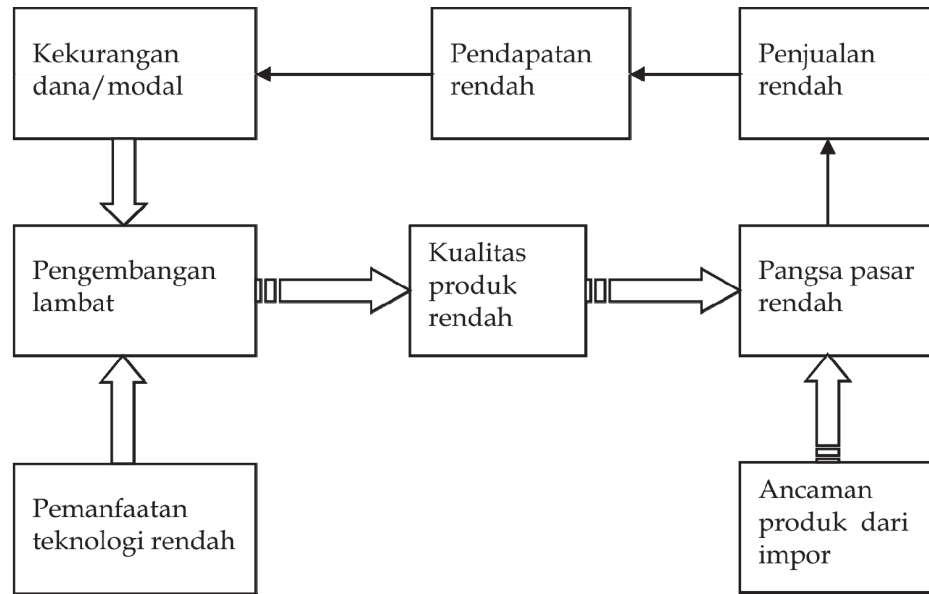 Kekurangan
dana/modal
Pendapatan
rendah
Penjualan
rendah
Pengembangan
lambat
Kualitas
produk
rendah
Pangsa pasar
rendah
Pemanfaatan
teknologi rendah
Ancaman
produk dari
impor